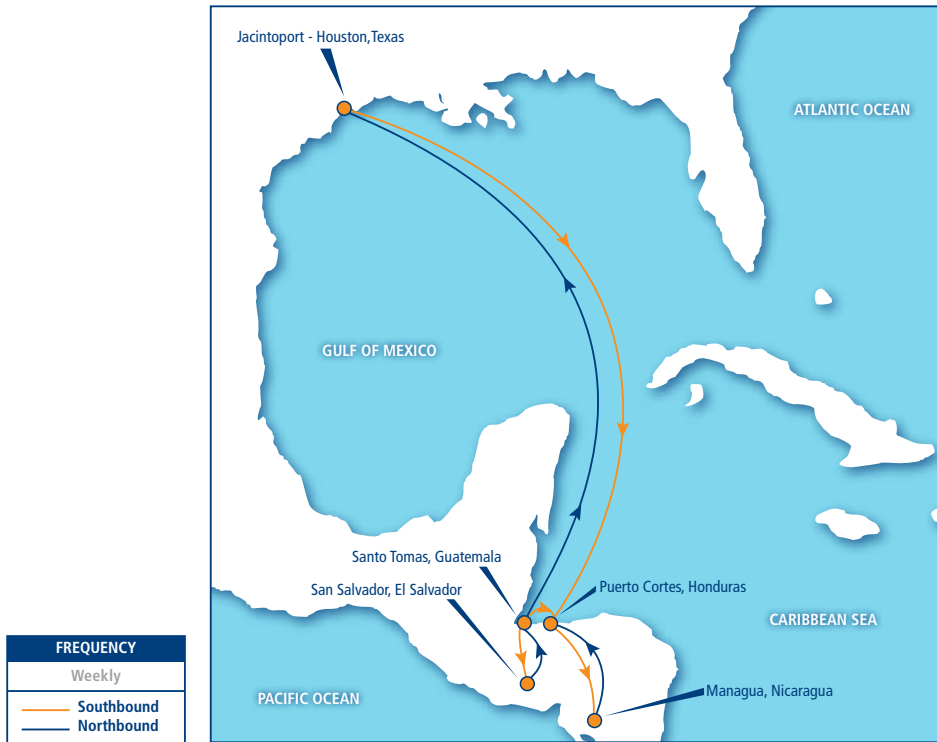 Jacintoport - Houston,Texas
ATLANTIC OCEAN
GULF OF MEXICO
Santo Tomas, Guatemala
San Salvador, El Salvador
Puerto Cortes, Honduras
CARIBBEAN SEA
PACIFIC OCEAN
Managua, Nicaragua
FREQUENCY
Weekly
Southbound
Northbound